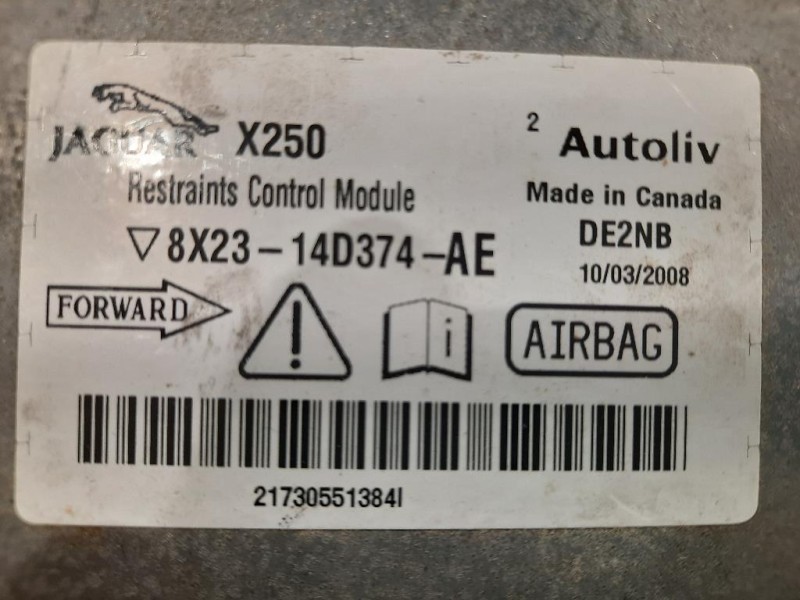 JAGUAR X250
Restraints Control Module
▽8X23-14D374-AE
2 Autoliv
Made in Canada
DE2NB
10/03/2008
FORWARD
i
AIRBAG
21730551384I